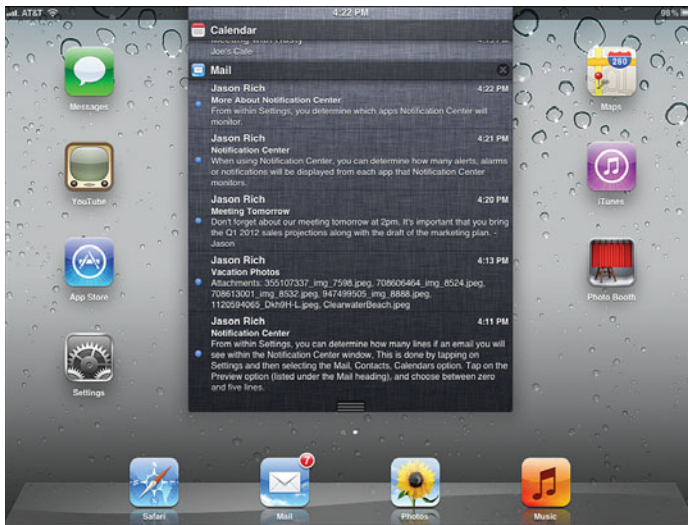 AT&T 4:22 PM 98%
Calendar
Meeting with Rusty 4:15 PM
Joe's Cafe
Mail
Jason Rich 4:22 PM
More About Notification Center
From within Settings, you determine which apps Notification Center will
monitor.
Jason Rich 4:21 PM
Notification Center
When using Notification Center, you can determine how many alerts, alarms
or notifications will be displayed from each app that Notification Center
monitors.
Jason Rich 4:20 PM
Meeting Tomorrow
Don't forget about our meeting tomorrow at 2pm. It's important that you bring
the Q1 2012 sales projections along with the draft of the marketing plan. -
Jason
Jason Rich 4:13 PM
Vacation Photos
Attachments: 355107337_img_7598.jpeg, 708606464_img_8524.jpeg,
708613001_img_8532.jpeg, 947499505_img_8888.jpeg,
1120594065_Dkh9H-L.jpeg, ClearwaterBeach.jpeg
Jason Rich 4:11 PM
Notification Center
From within Settings, you can determine how many lines if an email you will
see within the Notification Center window, This is done by tapping on
Settings and then selecting the Mail, Contacts, Calendars option. Tap on the
Preview option (listed under the Mail heading), and choose between zero
and five lines.
Messages
YouTube
App Store
Settings
280
Maps
iTunes
Photo Booth
7
Safari
Mail
Photos
Music